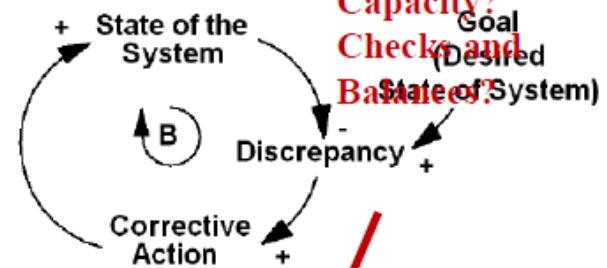 + State of the
System
Capacity?
Checks and
Balances?
Goal
(Desired
State of System)
B
-
Discrepancy
+
Corrective
Action
+